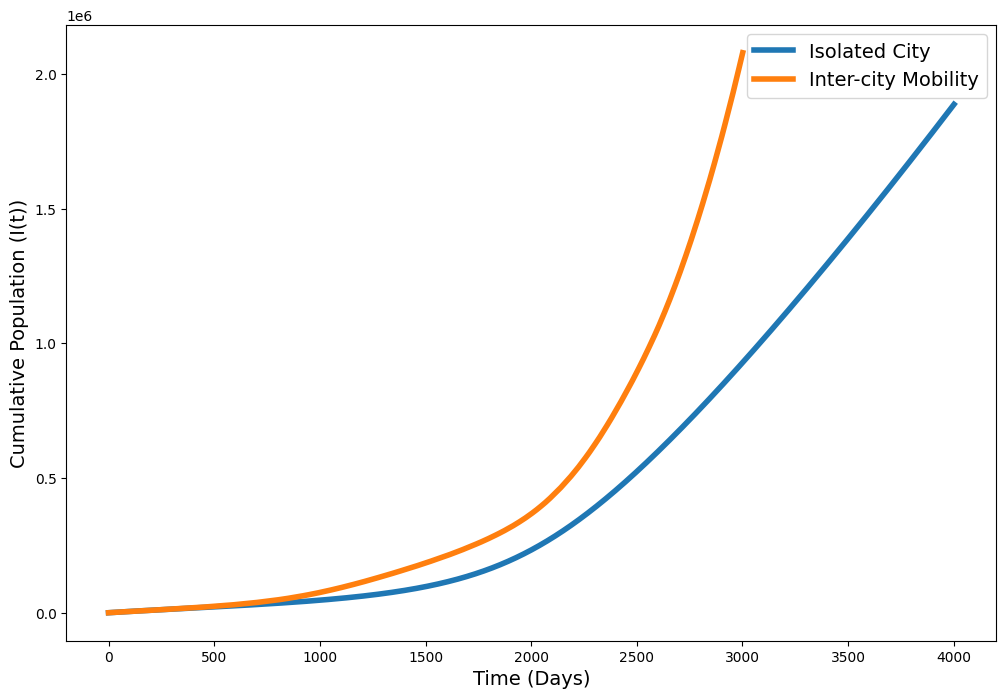 1e6
Isolated City
Inter-city Mobility
2.0
1.5
1.0
0.5
0.0
Cumulative Population (I(t))
0 500 1000 1500 2000 2500 3000 3500 4000
Time (Days)